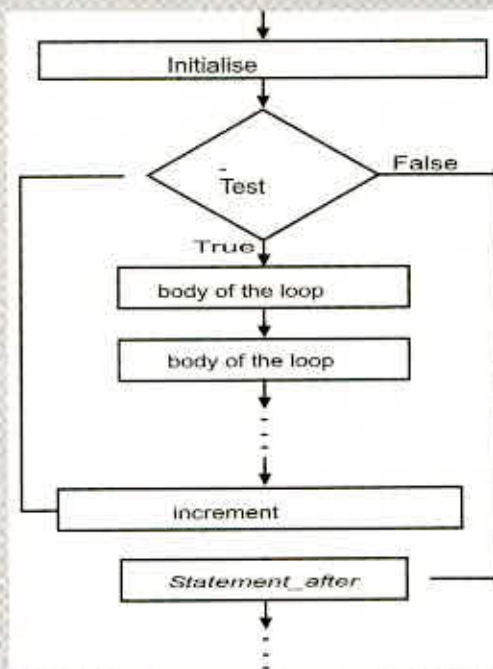 Initialise
False
Test
True
body of the loop
body of the loop
increment
Statement_after